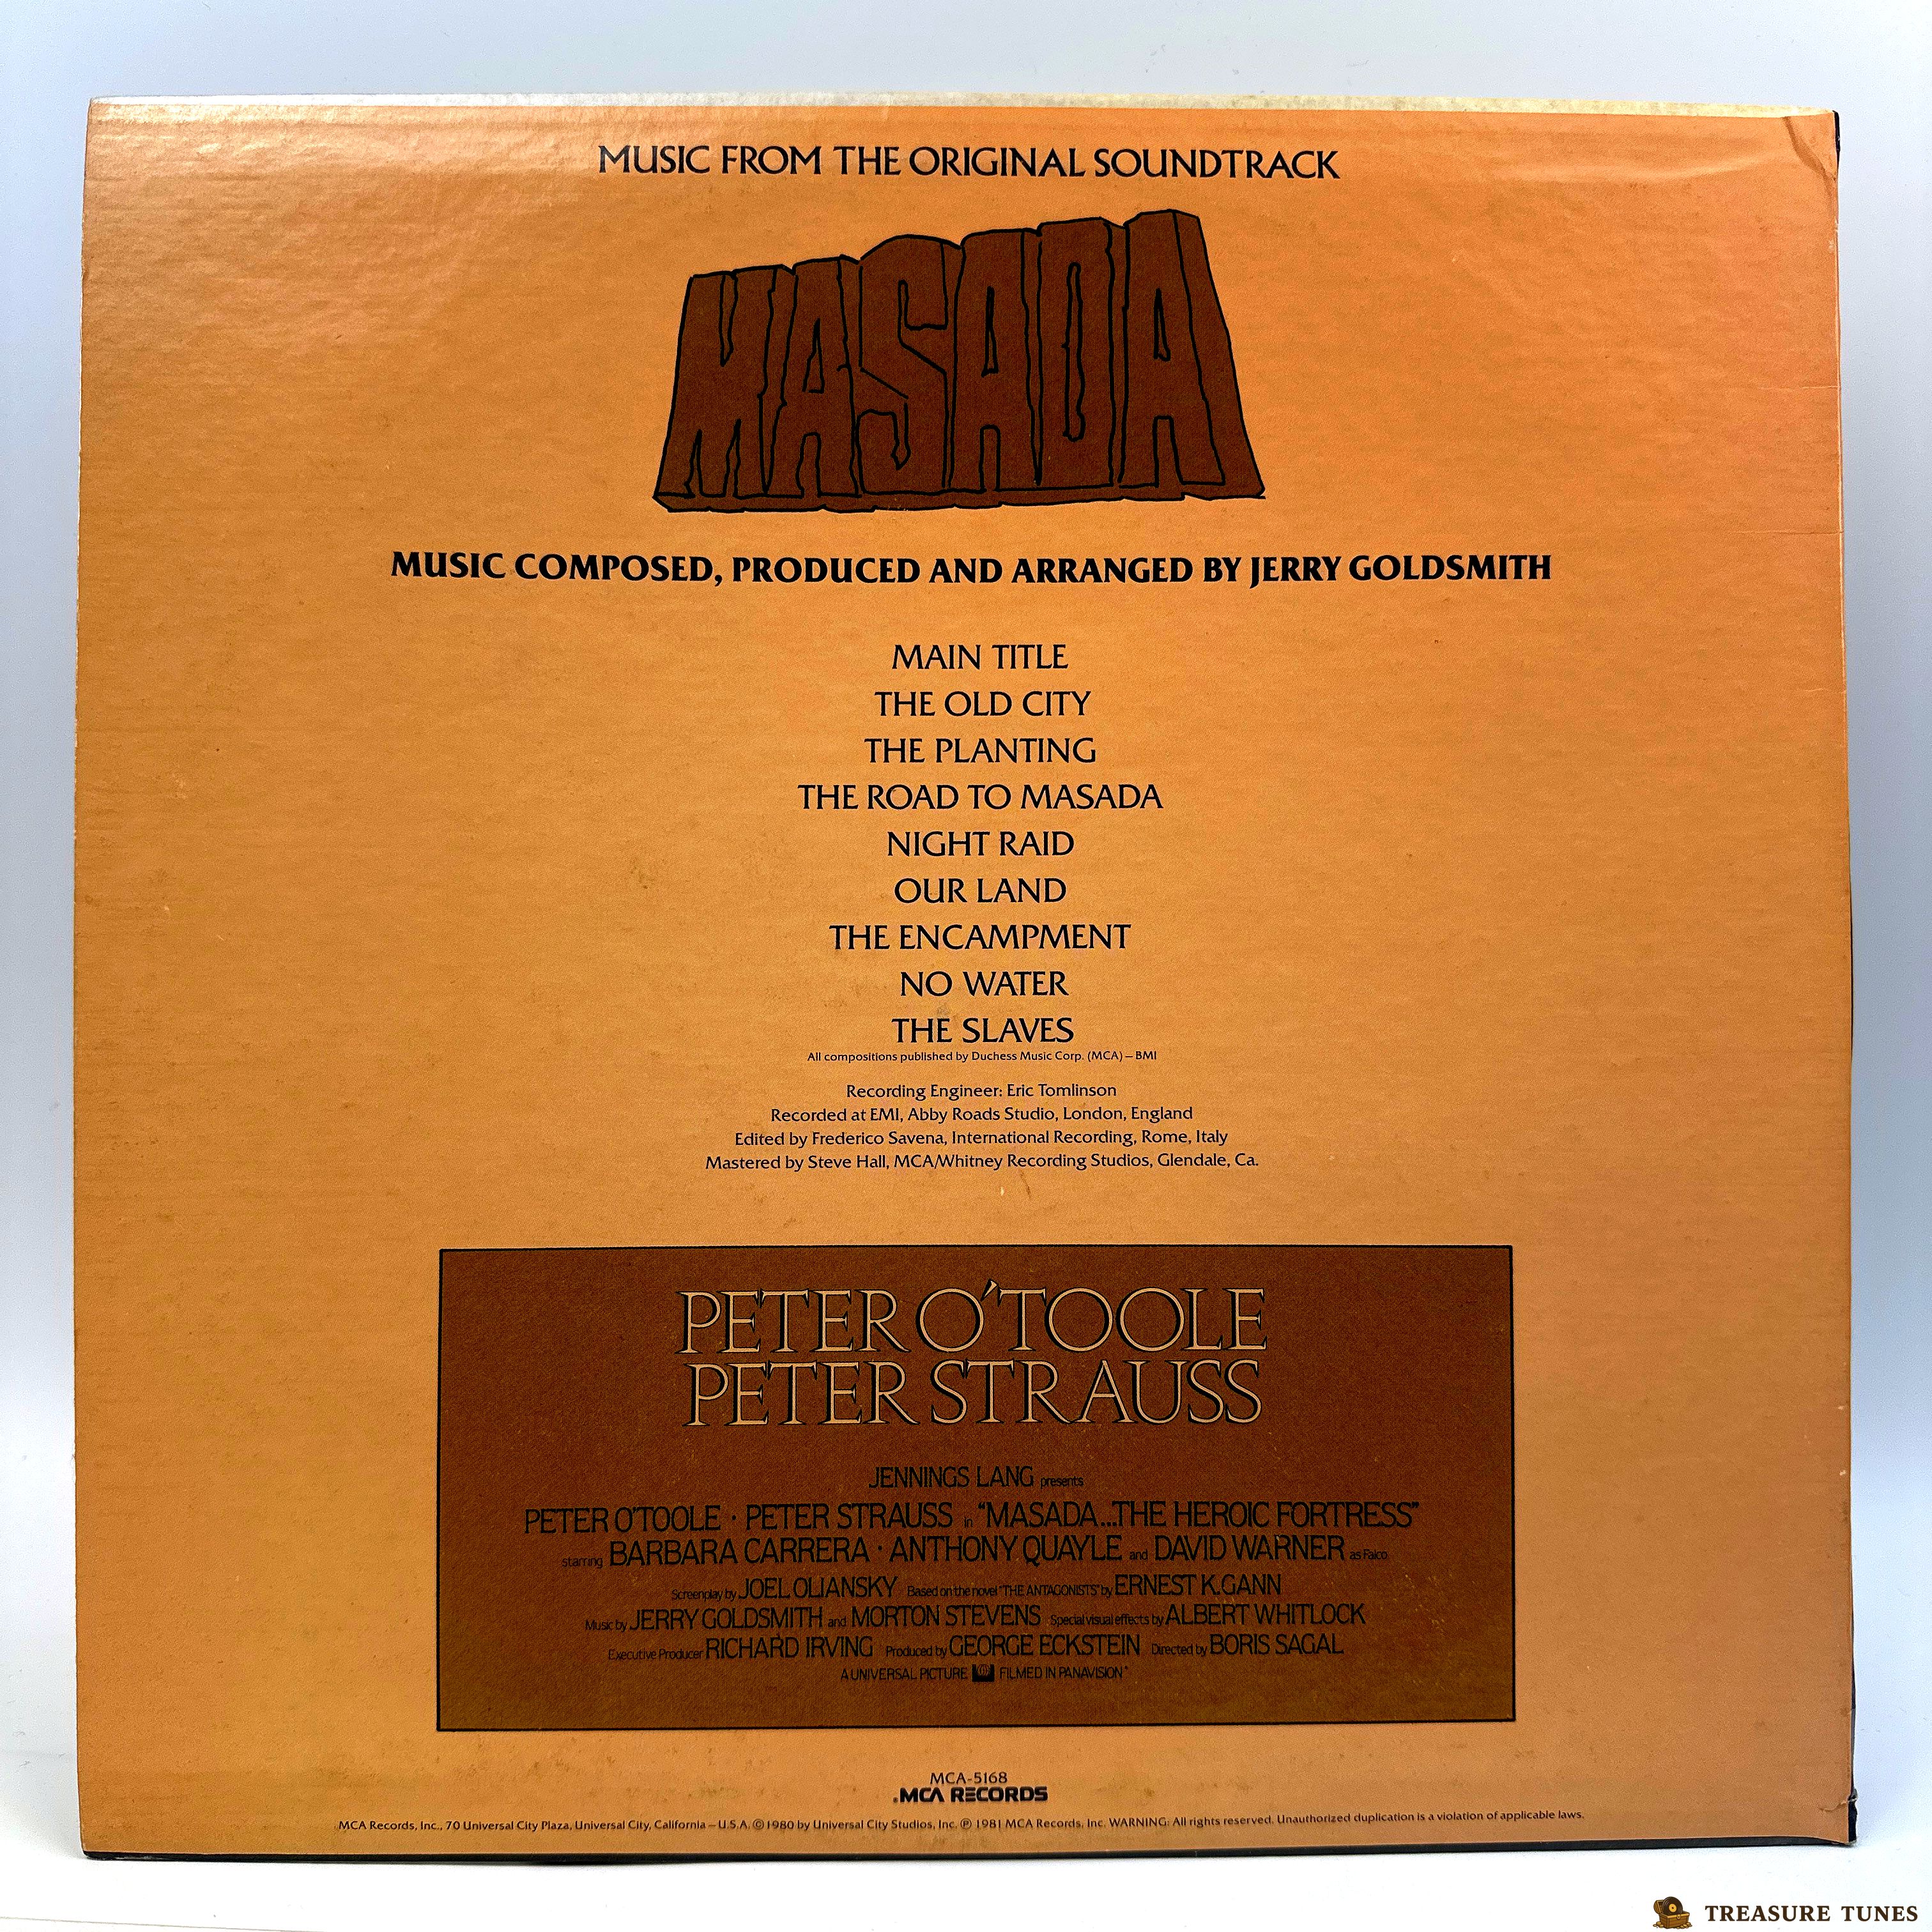 MUSIC FROM THE ORIGINAL SOUNDTRACK
MASADA
MUSIC COMPOSED, PRODUCED AND ARRANGED BY JERRY GOLDSMITH
MAIN TITLE
THE OLD CITY
THE PLANTING
THE ROAD TO MASADA
NIGHT RAID
OUR LAND
THE ENCAMPMENT
NO WATER
THE SLAVES
All compositions published by Duchess Music Corp. (MCA) – BMI
Recording Engineer: Eric Tomlinson
Recorded at EMI, Abby Roads Studio, London, England
Edited by Frederico Savena, International Recording, Rome, Italy
Mastered by Steve Hall, MCA/Whitney Recording Studios, Glendale, Ca.
PETER O'TOOLE
PETER STRAUSS
JENNINGS LANG presents
PETER O'TOOLE · PETER STRAUSS in "MASADA...THE HEROIC FORTRESS"
starring BARBARA CARRERA · ANTHONY QUAYLE and DAVID WARNER as Falco
Screenplay by JOEL OLIANSKY Based on the novel "THE ANTAGONISTS" by ERNEST K. GANN
Music by JERRY GOLDSMITH and MORTON STEVENS Special visual effects by ALBERT WHITLOCK
Executive Producer RICHARD IRVING Produced by GEORGE ECKSTEIN Directed by BORIS SAGAL
A UNIVERSAL PICTURE FILMED IN PANAVISION®
MCA-5168
MCA RECORDS
MCA Records, Inc., 70 Universal City Plaza, Universal City, California – U.S.A. ©1980 by Universal City Studios, Inc. ℗ 1981 MCA Records, Inc. WARNING: All rights reserved. Unauthorized duplication is a violation of applicable laws.
TREASURE TUNES